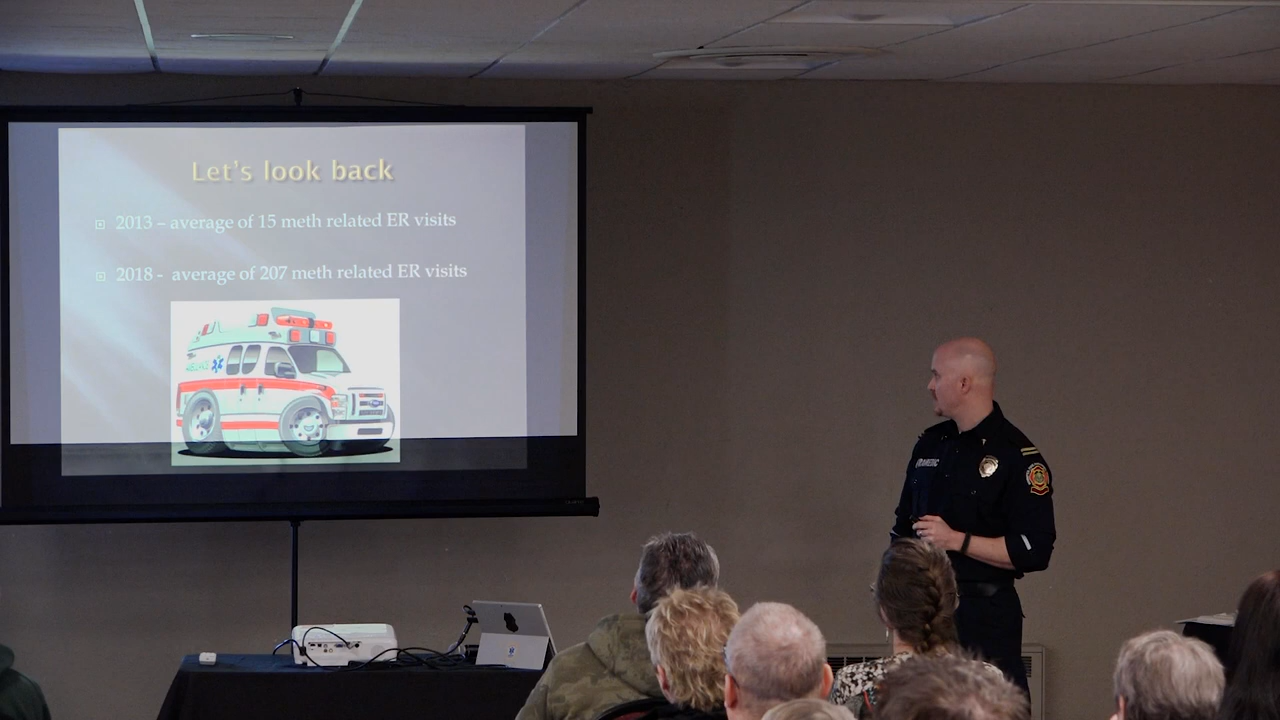 Let's look back
2013 – average of 15 meth related ER visits
2018 - average of 207 meth related ER visits
PARAMEDIC